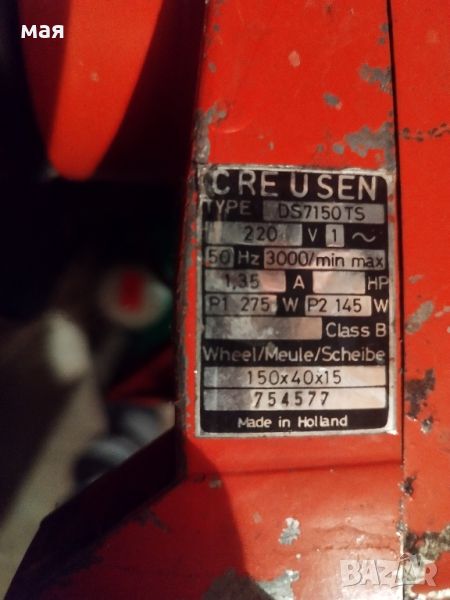 мая
CREUSEN
TYPE DS7150TS
220 V 1 ~
50 Hz 3000/min max
1,35 A HP
P1 275 W P2 145 W
Class B
Wheel/Meule/Scheibe
150x40x15
754577
Made in Holland
BAZAR